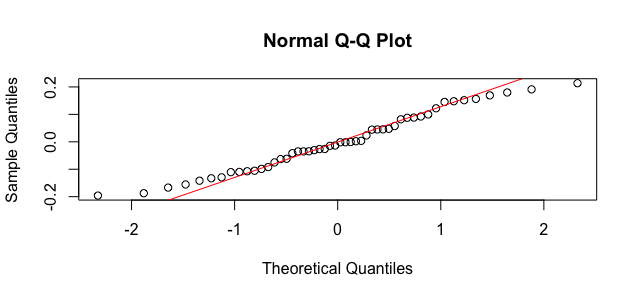 Normal Q-Q Plot
Sample Quantiles
0.2
0.0
-0.2
-2 -1 0 1 2
Theoretical Quantiles